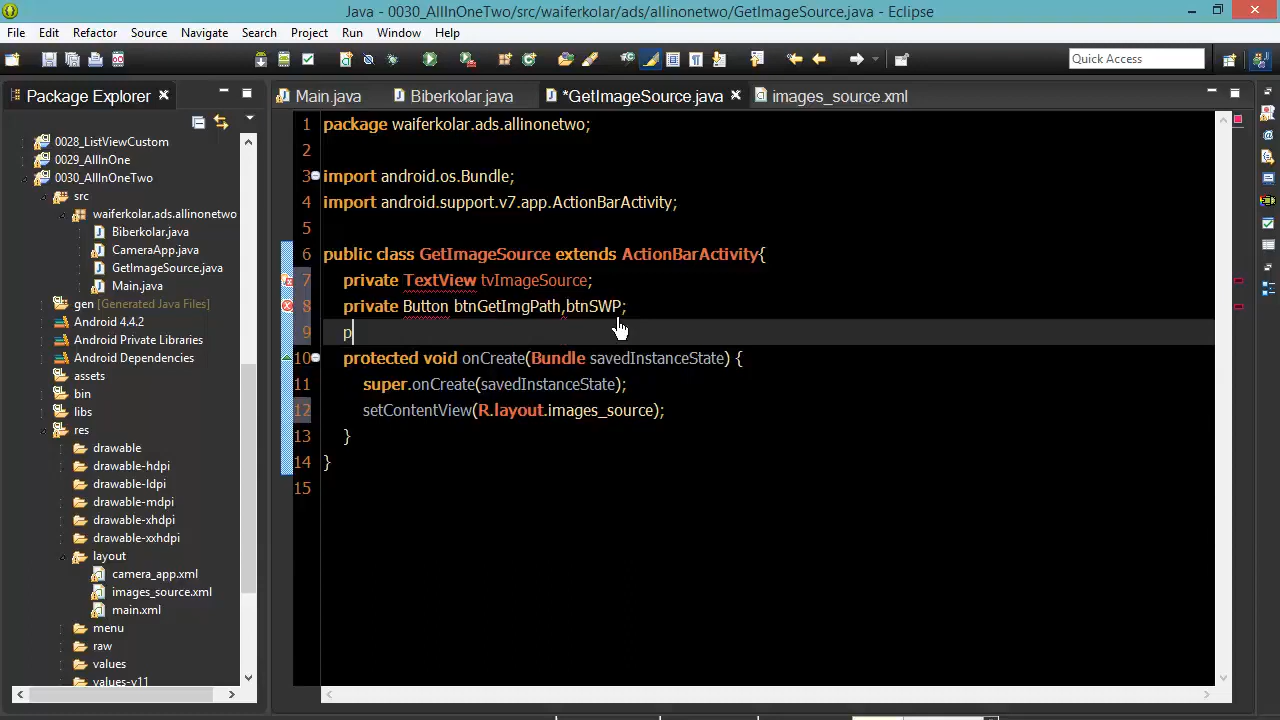 Java - 0030_AllInOneTwo/src/waiferkolar/ads/allinonetwo/GetImageSource.java - Eclipse
File Edit Refactor Source Navigate Search Project Run Window Help
Quick Access
Package Explorer
Main.java Biberkolar.java *GetImageSource.java images_source.xml
0028_ListViewCustom
0029_AllInOne
0030_AllInOneTwo
src
waiferkolar.ads.allinonetwo
Biberkolar.java
CameraApp.java
GetImageSource.java
Main.java
gen [Generated Java Files]
Android 4.4.2
Android Private Libraries
Android Dependencies
assets
bin
libs
res
drawable
drawable-hdpi
drawable-ldpi
drawable-mdpi
drawable-xhdpi
drawable-xxhdpi
layout
camera_app.xml
images_source.xml
main.xml
menu
raw
values
values-v11
1 package waiferkolar.ads.allinonetwo;
2
3 import android.os.Bundle;
4 import android.support.v7.app.ActionBarActivity;
5
6 public class GetImageSource extends ActionBarActivity{
7 private TextView tvImageSource;
8 private Button btnGetImgPath,btnSWP;
9 p
10 protected void onCreate(Bundle savedInstanceState) {
11 super.onCreate(savedInstanceState);
12 setContentView(R.layout.images_source);
13 }
14 }
15